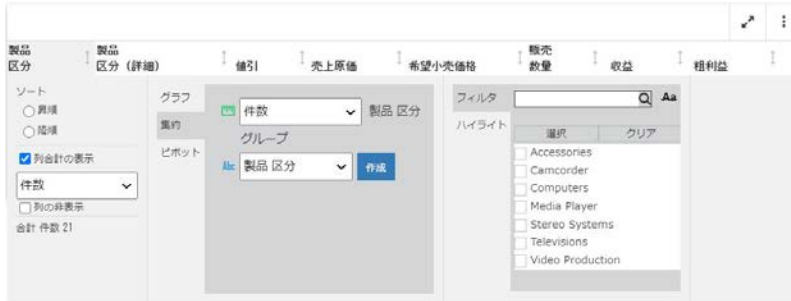 製品
区分
製品
区分 (詳細)
値引
売上原価
希望小売価格
販売
数量
収益
粗利益
ソート
昇順
降順
列合計の表示
件数
列の非表示
合計 件数 21
グラフ
集約
ピボット
123 件数 製品 区分
グループ
Abc 製品 区分 作成
フィルタ
ハイライト
Aa
選択 クリア
Accessories
Camcorder
Computers
Media Player
Stereo Systems
Televisions
Video Production